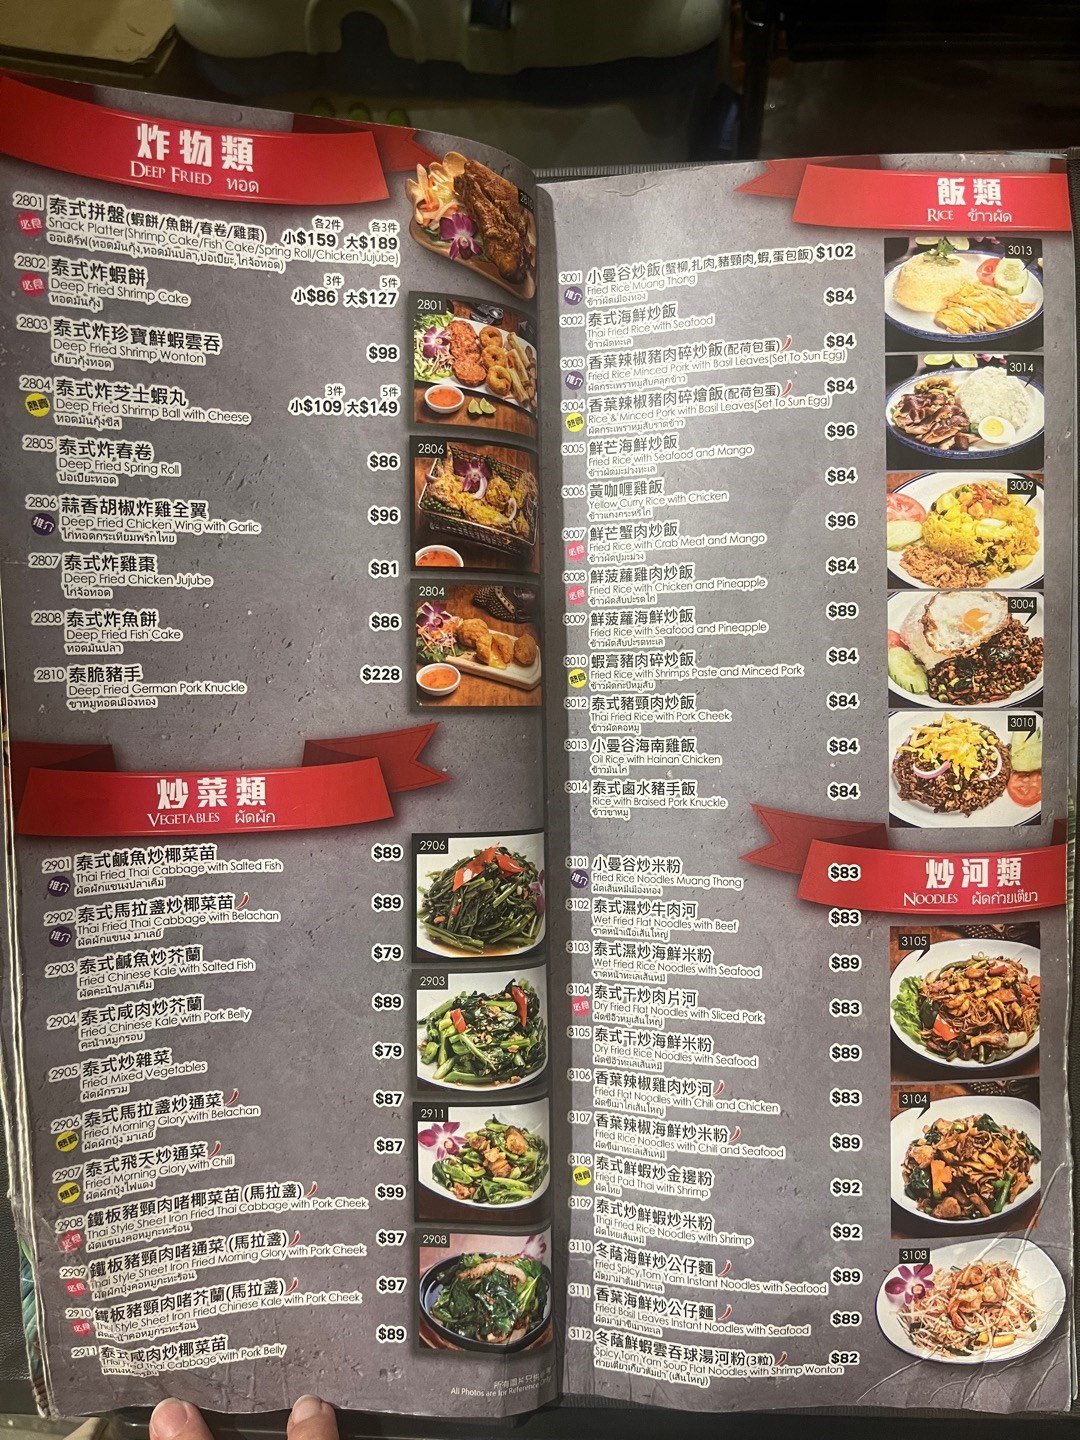 炸物類
DEEP FRIED ทอด
2801 泰式拼盤(蝦餅/魚餅/春卷/雞棗) 各2件 各3件
必食 Snack Platter(Shrimp Cake/Fish Cake/Spring Roll/Chicken Jujube) 小$159 大$189
ออเดิร์ฟ(ทอดมันกุ้ง,ทอดมันปลา,ปอเปี๊ยะ,ไก่จ้อทอด)
2802 泰式炸蝦餅 3件 5件
必食 Deep Fried Shrimp Cake 小$86 大$127
ทอดมันกุ้ง
2803 泰式炸珍寶鮮蝦雲吞
Deep Fried Shrimp Wonton $98
เกี๊ยวกุ้งทอด
2804 泰式炸芝士蝦丸 3件 5件
熱賣 Deep Fried Shrimp Ball with Cheese 小$109 大$149
ทอดมันกุ้งชีส
2805 泰式炸春卷
Deep Fried Spring Roll $86
ปอเปี๊ยะทอด
2806 蒜香胡椒炸雞全翼
推介 Deep Fried Chicken Wing with Garlic $96
ไก่ทอดกระเทียมพริกไทย
2807 泰式炸雞棗
Deep Fried Chicken Jujube $81
ไก่จ้อทอด
2808 泰式炸魚餅
Deep Fried Fish Cake $86
ทอดมันปลา
2810 泰脆豬手
Deep Fried German Pork Knuckle $228
ขาหมูทอดเมืองทอง
2801
2806
2804
炒菜類
VEGETABLES ผัดผัก
2901 泰式鹹魚炒椰菜苗 $89
推介 Thai Fried Thai Cabbage with Salted Fish
ผัดผักแขนงปลาเค็ม
2902 泰式馬拉盞炒椰菜苗 $89
推介 Thai Fried Thai Cabbage with Belachan
ผัดผักแขนง มาเลย์
2903 泰式鹹魚炒芥蘭 $79
Fried Chinese Kale with Salted Fish
ผัดคะน้าปลาเค็ม
2904 泰式咸肉炒芥蘭 $89
Fried Chinese Kale with Pork Belly
คะน้าหมูกรอบ
2905 泰式炒雜菜 $79
Fried Mixed Vegetables
ผัดผักรวม
2906 泰式馬拉盞炒通菜 $87
熱賣 Fried Morning Glory with Belachan
ผัดผักบุ้ง มาเลย์
2907 泰式飛天炒通菜 $87
熱賣 Fried Morning Glory with Chili
ผัดผักบุ้งไฟแดง
2908 鐵板豬頸肉啫椰菜苗(馬拉盞) $99
必食 Thai Style Sheet Iron Fried Thai Cabbage with Pork Cheek
ผัดแขนงคอหมูกะทะร้อน
2909 鐵板豬頸肉啫通菜(馬拉盞) $97
必食 Thai Style Sheet Iron Fried Morning Glory with Pork Cheek
ผัดผักบุ้งคอหมูกะทะร้อน
2910 鐵板豬頸肉啫芥蘭(馬拉盞) $97
必食 Thai Style Sheet Iron Fried Chinese Kale with Pork Cheek
ผัดคะน้าคอหมูกระทะร้อน
2911 泰式咸肉炒椰菜苗 $89
Thai Fried Thai Cabbage with Pork Belly
แขนงหมูกรอบ
2906
2903
2911
2908
All Photos are for Reference Only
飯類
RICE ข้าวผัด
3001 小曼谷炒飯(蟹柳,扎肉,豬頸肉,蝦,蛋包飯) $102
推介 Fried Rice Muang Thong
ข้าวผัดเมืองทอง
3002 泰式海鮮炒飯 $84
Thai Fried Rice with Seafood
ข้าวผัดทะเล
3003 香葉辣椒豬肉碎炒飯(配荷包蛋) $84
推介 Fried Rice Minced Pork with Basil Leaves(Set To Sun Egg)
ผัดกระเพราหมูสับคลุกข้าว
3004 香葉辣椒豬肉碎燴飯(配荷包蛋) $84
熱賣 Rice & Minced Pork with Basil Leaves(Set To Sun Egg)
ผัดกระเพราหมูสับราดข้าว
3005 鮮芒海鮮炒飯 $96
Fried Rice with Seafood and Mango
ข้าวผัดมะม่วงทะเล
3006 黃咖喱雞飯 $84
Yellow Curry Rice with Chicken
ข้าวแกงกระหรี่ไก่
3007 鮮芒蟹肉炒飯 $96
必食 Fried Rice with Crab Meat and Mango
ข้าวผัดปูมะม่วง
3008 鮮菠蘿雞肉炒飯 $84
必食 Fried Rice with Chicken and Pineapple
ข้าวผัดสับปะรดไก่
3009 鮮菠蘿海鮮炒飯 $89
Fried Rice with Seafood and Pineapple
ข้าวผัดสับปะรดทะเล
3010 蝦膏豬肉碎炒飯 $84
熱賣 Fried Rice with Shrimps Paste and Minced Pork
ข้าวผัดกะปิหมูสับ
3012 泰式豬頸肉炒飯 $84
Thai Fried Rice with Pork Cheek
ข้าวผัดคอหมู
3013 小曼谷海南雞飯 $84
Oil Rice with Hainan Chicken
ข้าวมันไก่
3014 泰式鹵水豬手飯 $84
Rice with Braised Pork Knuckle
ข้าวขาหมู
3013
3014
3009
3004
3010
炒河類
NOODLES ผัดก๋วยเตี๋ยว
3101 小曼谷炒米粉 $83
推介 Fried Rice Noodles Muang Thong
ผัดเส้นหมี่เมืองทอง
3102 泰式濕炒牛肉河 $83
Wet Fried Flat Noodles with Beef
ราดหน้าเนื้อเส้นใหญ่
3103 泰式濕炒海鮮米粉 $89
Wet Fried Rice Noodles with Seafood
ราดหน้าทะเลเส้นหมี่
3104 泰式干炒肉片河 $83
必食 Dry Fried Flat Noodles with Sliced Pork
ผัดซีอิ๊วหมูเส้นใหญ่
3105 泰式干炒海鮮米粉 $89
Dry Fried Rice Noodles with Seafood
ผัดซีอิ๊วทะเลเส้นหมี่
3106 香葉辣椒雞肉炒河 $83
Fried Flat Noodles with Chili and Chicken
ผัดขี้เมาไก่เส้นใหญ่
3107 香葉辣椒海鮮炒米粉 $89
Fried Rice Noodles with Chili and Seafood
ผัดขี้เมาทะเลเส้นหมี่
3108 泰式鮮蝦炒金邊粉 $92
熱賣 Fried Pad Thai with Shrimp
ผัดไทย
3109 泰式炒鮮蝦炒米粉 $92
Thai Fried Rice Noodles with Shrimp
ผัดไทยเส้นหมี่
3110 冬蔭海鮮炒公仔麵 $89
Fried Spicy Tom Yam Instant Noodles with Seafood
ผัดมาม่าต้มยำทะเล
3111 香葉海鮮炒公仔麵 $89
Fried Basil Leaves Instant Noodles with Seafood
ผัดมาม่าขี้เมาทะเล
3112 冬蔭鮮蝦雲吞球湯河粉(3粒) $82
Spicy Tom Yam Soup Flat Noodles with Shrimp Wonton
ก๋วยเตี๋ยวเกี๊ยวต้มยำ (เส้นใหญ่)
3105
3104
3108